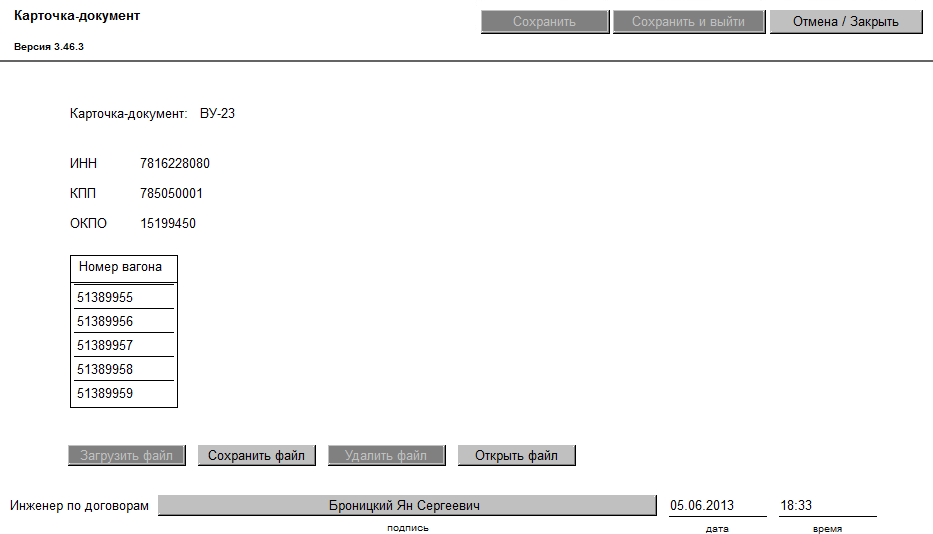 Карточка-документ
Сохранить Сохранить и выйти Отмена / Закрыть
Версия 3.46.3
Карточка-документ: ВУ-23
ИНН 7816228080
КПП 785050001
ОКПО 15199450
Номер вагона
51389955
51389956
51389957
51389958
51389959
Загрузить файл Сохранить файл Удалить файл Открыть файл
Инженер по договорам Броницкий Ян Сергеевич 05.06.2013 18:33
подпись дата время